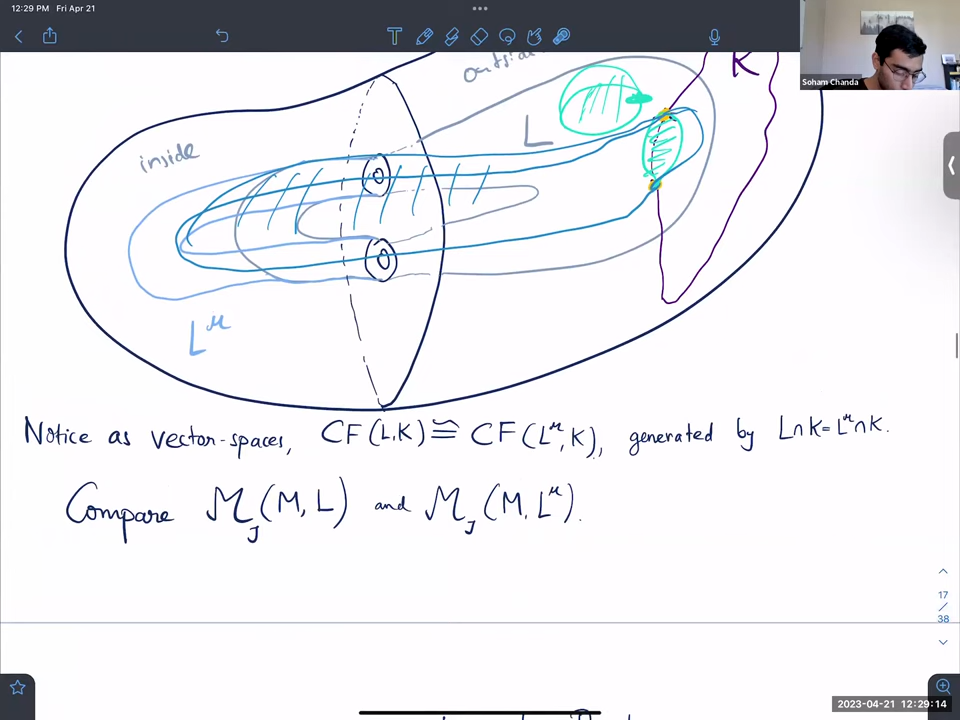 12:29 PM Fri Apr 21
Soham Chanda
outside
K
inside
L
L^μ
Notice as vector-spaces, CF(L,K) ≅ CF(L^μ,K), generated by L∩K = L^μ∩K.
Compare M_J(M,L) and M_J(M,L^μ).
17
/
38
2023-04-21 12:29:14